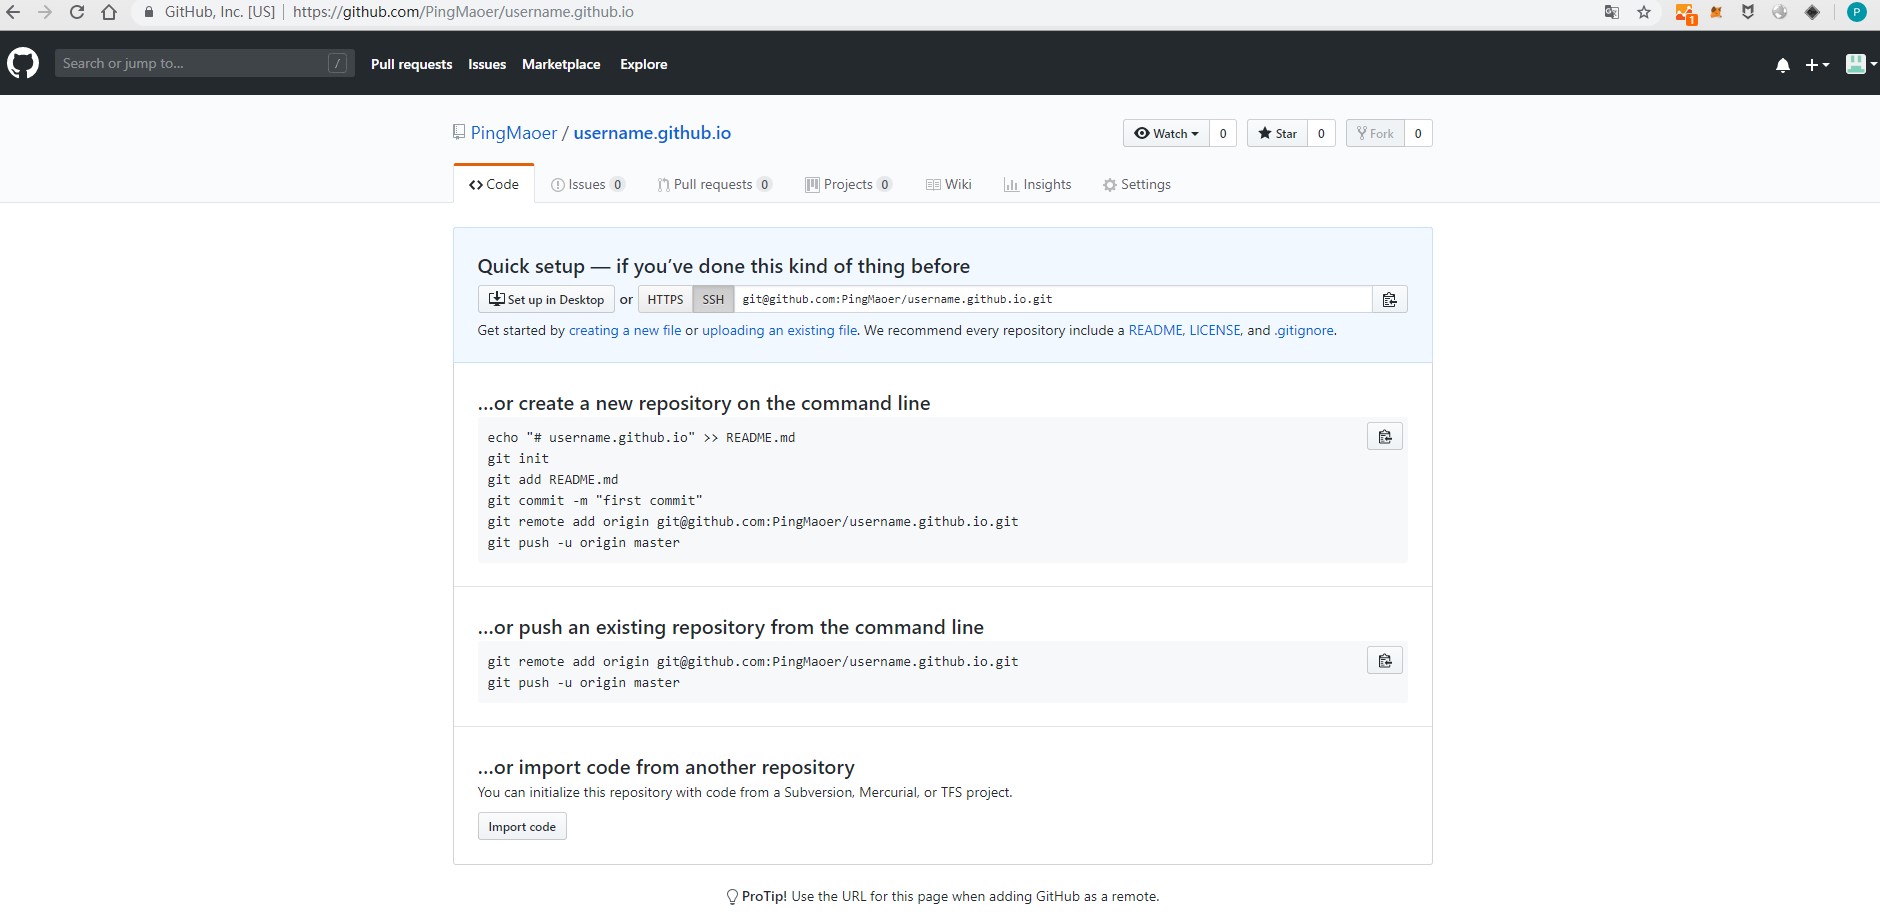 GitHub, Inc. [US] | https://github.com/PingMaoer/username.github.io
1
P
Search or jump to... /
Pull requests Issues Marketplace Explore
PingMaoer / username.github.io
Watch 0 Star 0 Fork 0
Code Issues 0 Pull requests 0 Projects 0 Wiki Insights Settings
Quick setup — if you’ve done this kind of thing before
Set up in Desktop or HTTPS SSH git@github.com:PingMaoer/username.github.io.git
Get started by creating a new file or uploading an existing file. We recommend every repository include a README, LICENSE, and .gitignore.
…or create a new repository on the command line
echo "# username.github.io" >> README.md
git init
git add README.md
git commit -m "first commit"
git remote add origin git@github.com:PingMaoer/username.github.io.git
git push -u origin master
…or push an existing repository from the command line
git remote add origin git@github.com:PingMaoer/username.github.io.git
git push -u origin master
…or import code from another repository
You can initialize this repository with code from a Subversion, Mercurial, or TFS project.
Import code
ProTip! Use the URL for this page when adding GitHub as a remote.